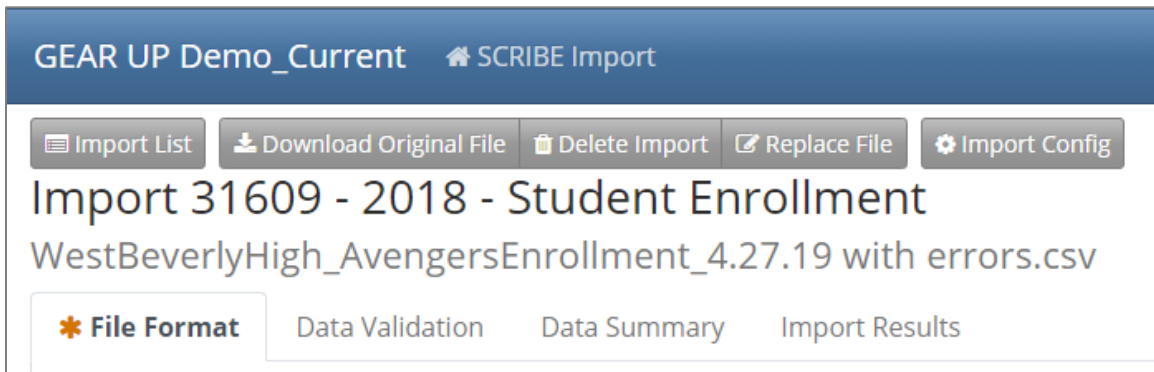 GEAR UP Demo_Current SCRIBE Import
Import List Download Original File Delete Import Replace File Import Config
Import 31609 - 2018 - Student Enrollment
WestBeverlyHigh_AvengersEnrollment_4.27.19 with errors.csv
File Format Data Validation Data Summary Import Results